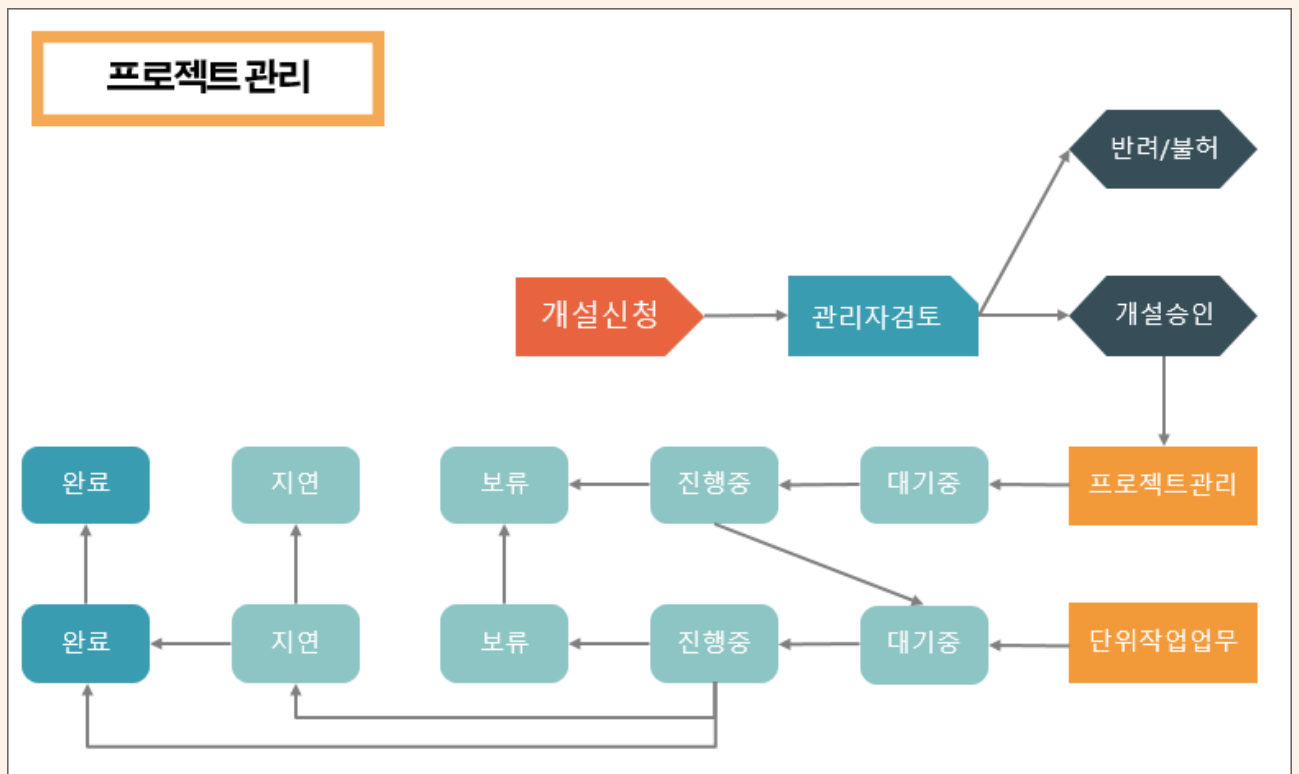 프로젝트 관리
반려/불허
개설신청
관리자검토
개설승인
완료
지연
보류
진행중
대기중
프로젝트관리
완료
지연
보류
진행중
대기중
단위작업업무